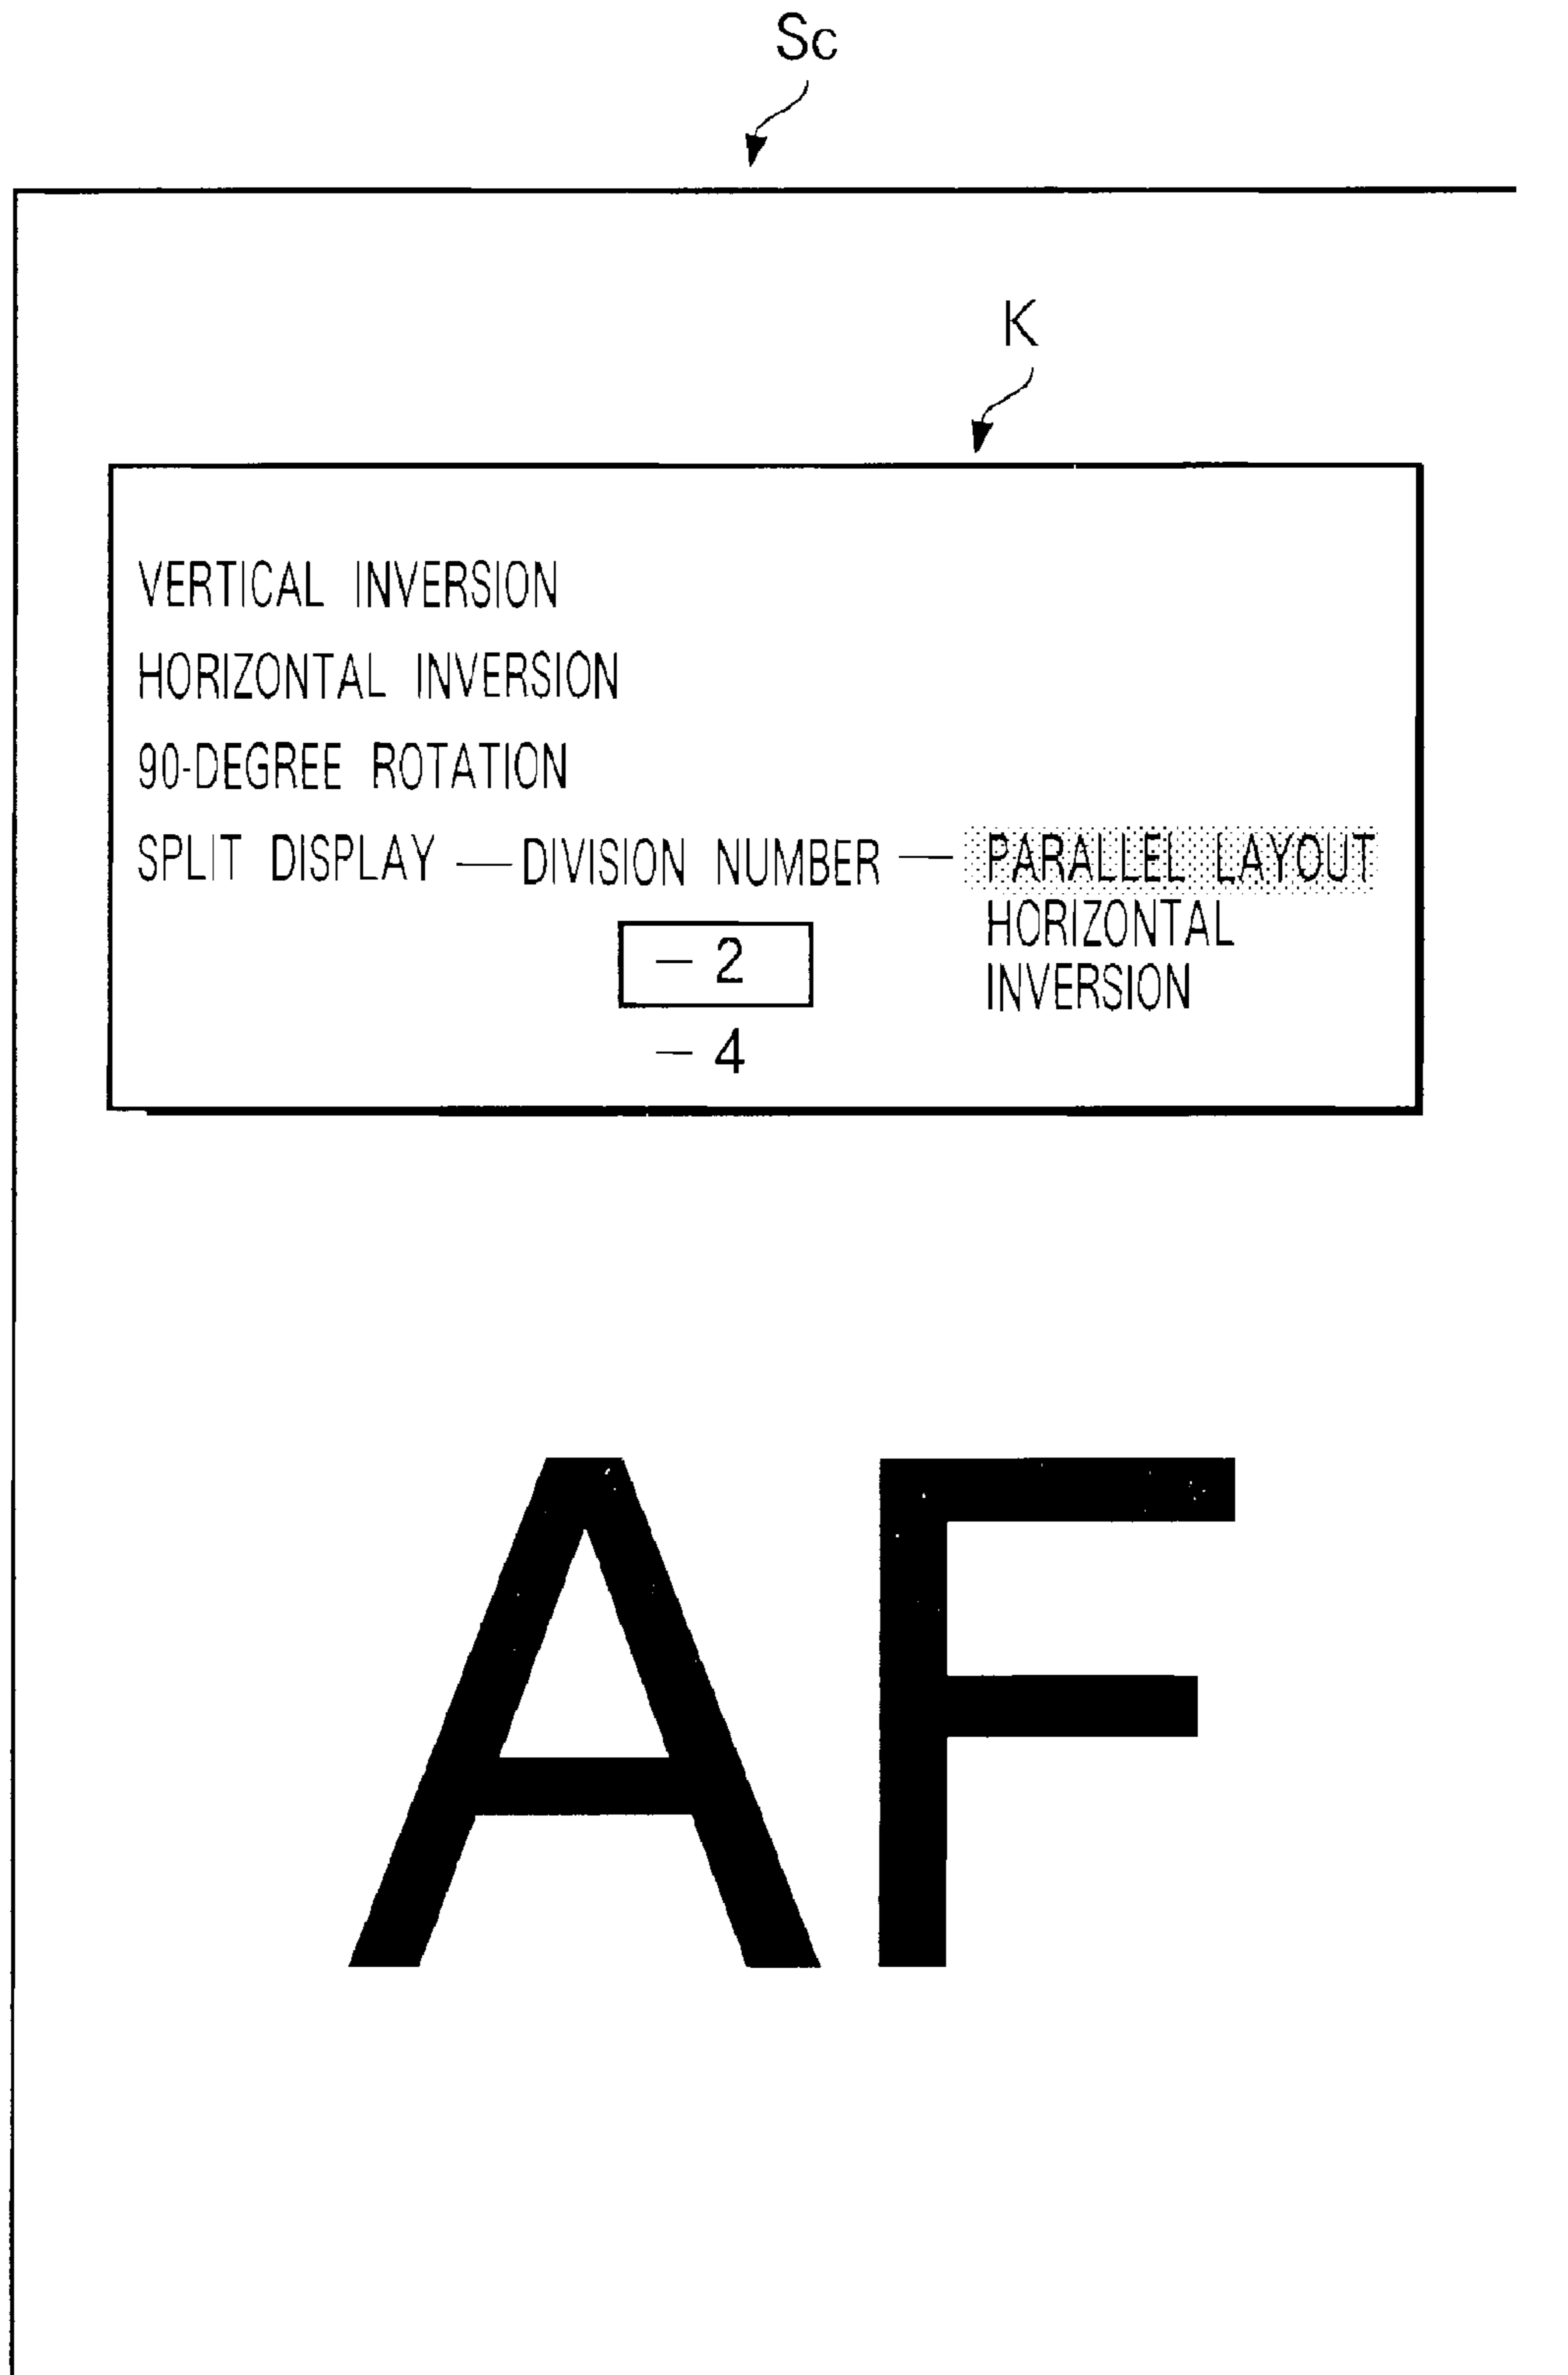 Sc
K
VERTICAL INVERSION
HORIZONTAL INVERSION
90-DEGREE ROTATION
SPLIT DISPLAY — DIVISION NUMBER — PARALLEL LAYOUT
HORIZONTAL
INVERSION
— 2
— 4
AF